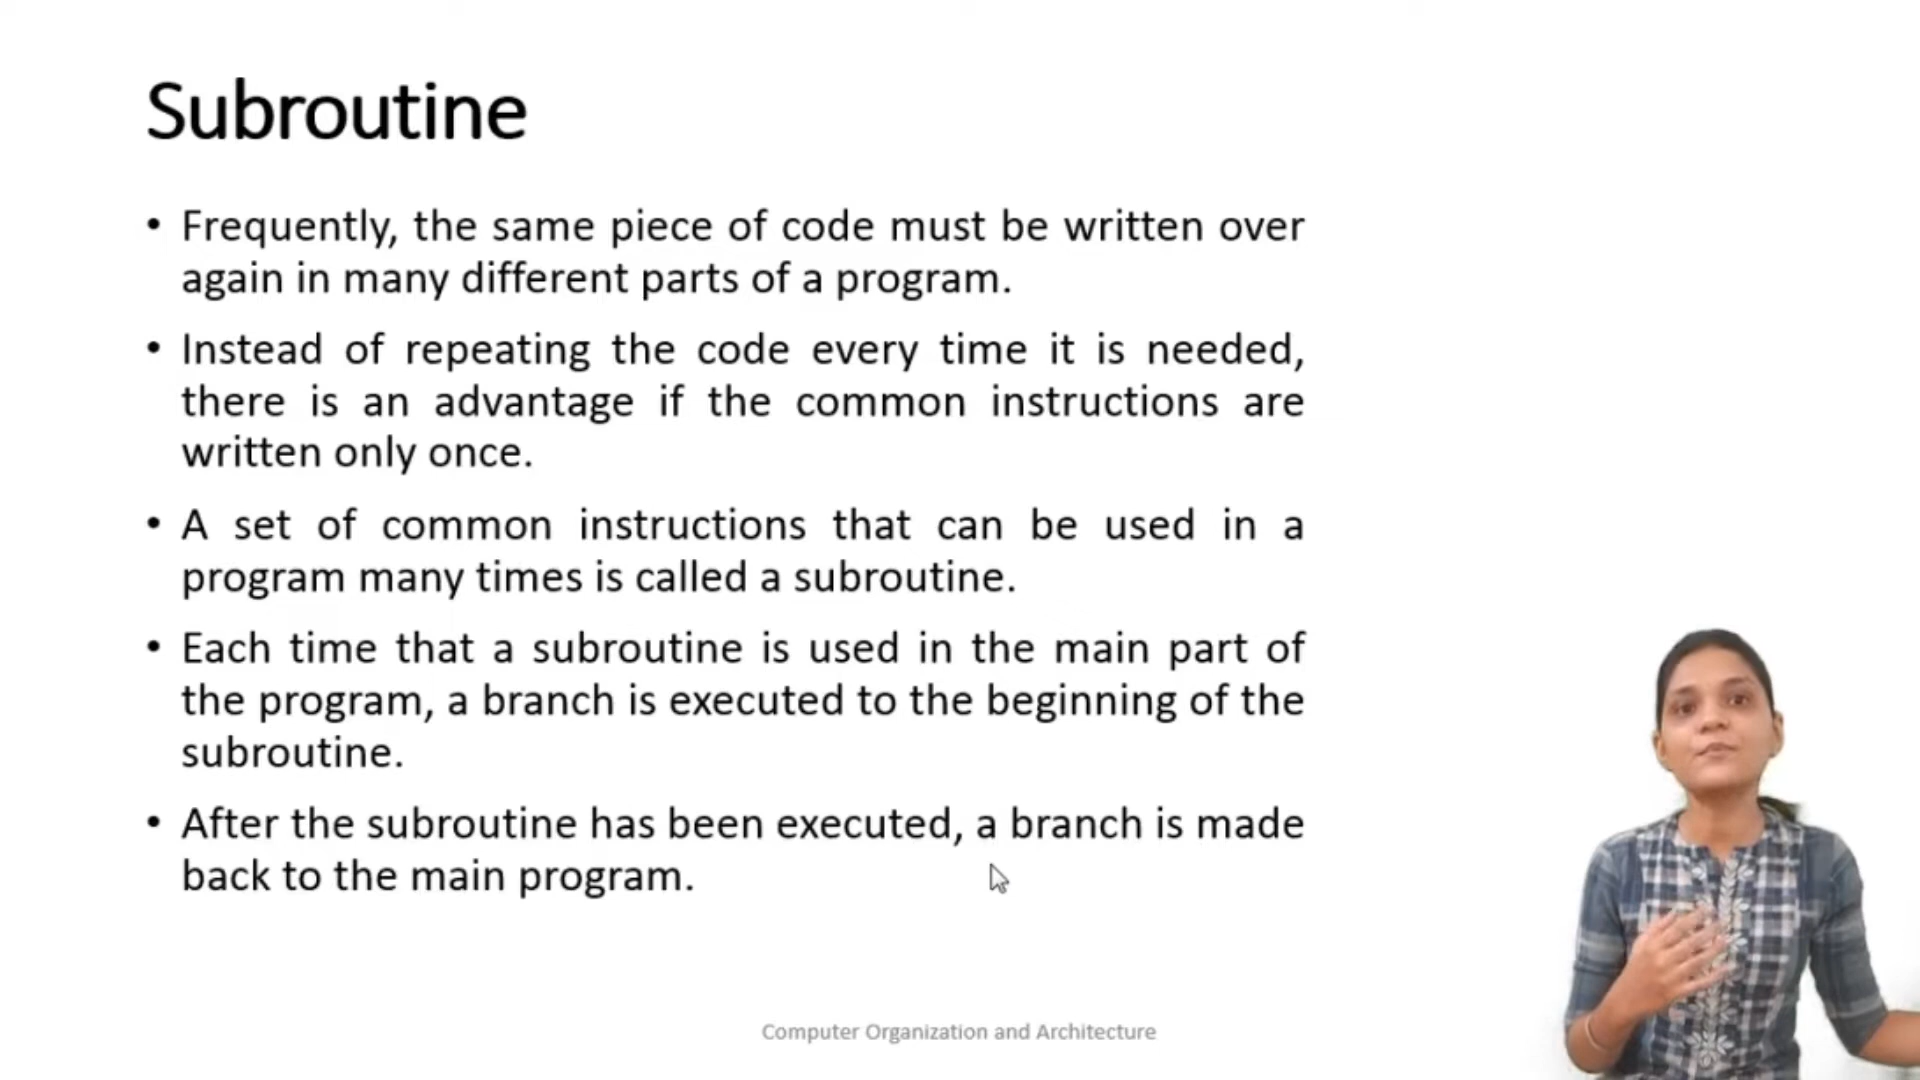 Subroutine
• Frequently, the same piece of code must be written over
again in many different parts of a program.
• Instead of repeating the code every time it is needed,
there is an advantage if the common instructions are
written only once.
• A set of common instructions that can be used in a
program many times is called a subroutine.
• Each time that a subroutine is used in the main part of
the program, a branch is executed to the beginning of the
subroutine.
• After the subroutine has been executed, a branch is made
back to the main program.
Computer Organization and Architecture